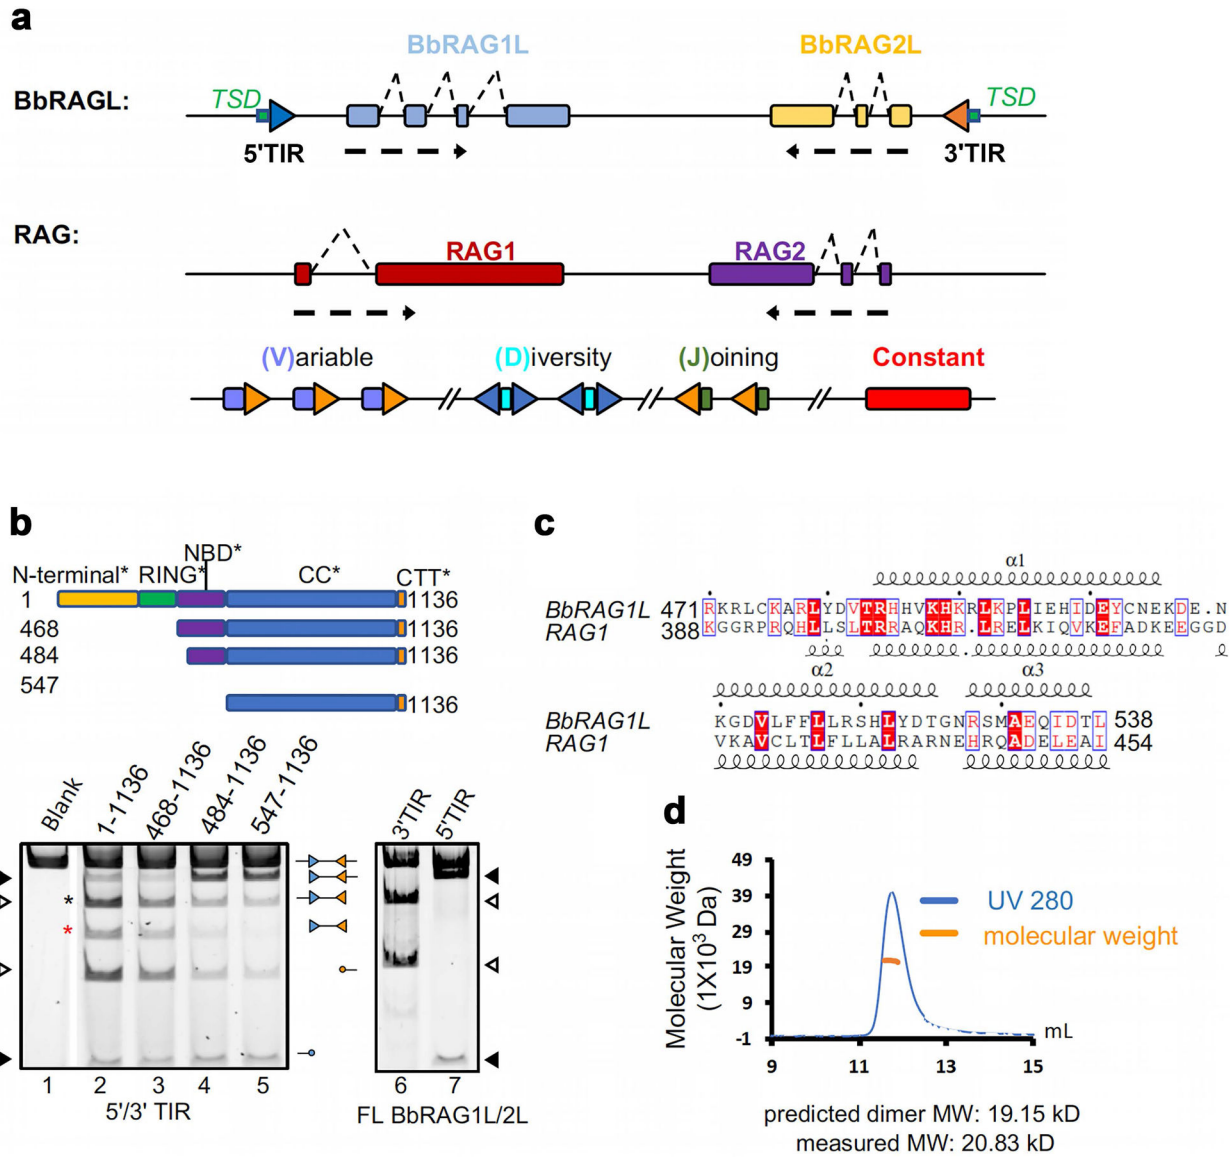 a
BbRAG1L BbRAG2L
BbRAGL: TSD TSD
5'TIR 3'TIR
RAG: RAG1 RAG2
(V)ariable (D)iversity (J)oining Constant
b
NBD*
N-terminal* RING* CC* CTT*
1 1136
468 1136
484 1136
547 1136
Blank 1-1136 468-1136 484-1136 547-1136 3'TIR 5'TIR
*
*
1 2 3 4 5 6 7
5'/3' TIR FL BbRAG1L/2L
c
α1
BbRAG1L 471 RKRLCKARLYDVTRHHVKHKRLKPLIEHIDEYCNEKDE.N
RAG1 388 KGGRPRQHLLSLTRRAQKHR.LRELKIQVKEFADKEEGGD
α2 α3
BbRAG1L KGDVLFFLLRSHLYDTGNRSMAEQIDTL 538
RAG1 VKAVCLTLFLLALRARNEHRQADELEAI 454
d
Molecular Weight
(1X10³ Da)
49
39
29
19
9
-1
9 11 13 15
mL
UV 280
molecular weight
predicted dimer MW: 19.15 kD
measured MW: 20.83 kD